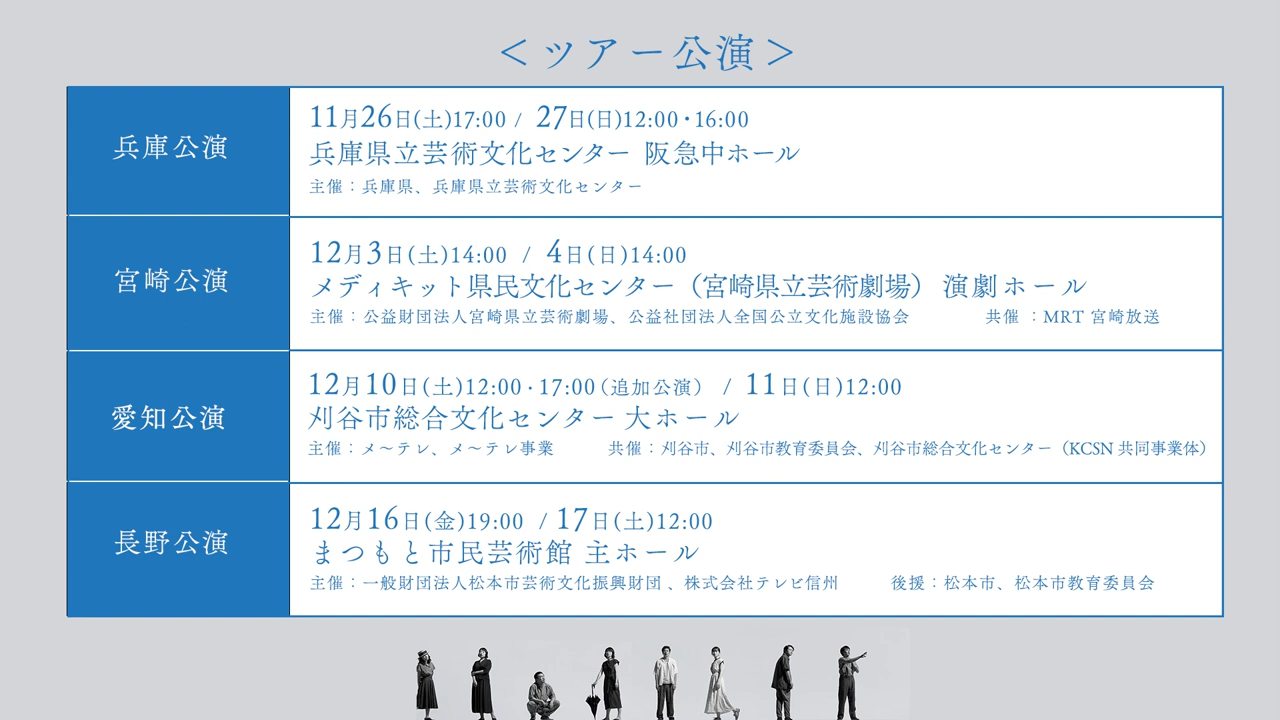 ＜ツアー公演＞
兵庫公演
11月26日(土)17:00 / 27日(日)12:00・16:00
兵庫県立芸術文化センター 阪急中ホール
主催：兵庫県、兵庫県立芸術文化センター
宮崎公演
12月3日(土)14:00 / 4日(日)14:00
メディキット県民文化センター（宮崎県立芸術劇場） 演劇ホール
主催：公益財団法人宮崎県立芸術劇場、公益社団法人全国公立文化施設協会 共催 ：MRT 宮崎放送
愛知公演
12月10日(土)12:00・17:00（追加公演） / 11日(日)12:00
刈谷市総合文化センター 大ホール
主催：メ〜テレ、メ〜テレ事業 共催：刈谷市、刈谷市教育委員会、刈谷市総合文化センター（KCSN 共同事業体）
長野公演
12月16日(金)19:00 / 17日(土)12:00
まつもと市民芸術館 主ホール
主催：一般財団法人松本市芸術文化振興財団 、株式会社テレビ信州 後援：松本市、松本市教育委員会